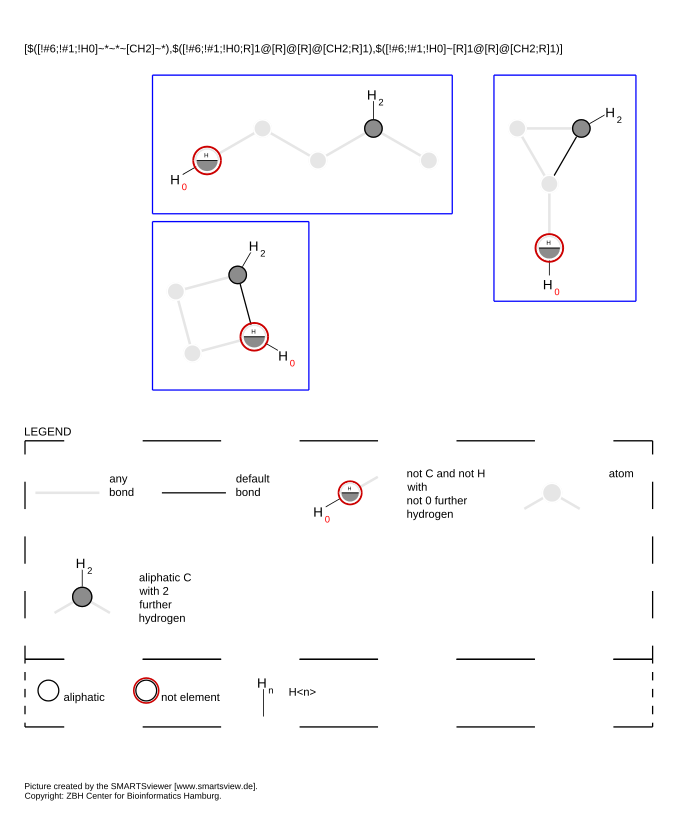 [$([!#6;!#1;!H0]~*~*~[CH2]~*),$([!#6;!#1;!H0;R]1@[R]@[R]@[CH2;R]1),$([!#6;!#1;!H0]~[R]1@[R]@[CH2;R]1)]
H 2
H
H 0
H 2
H
H 0
H 2
H
H 0
LEGEND
any
bond
default
bond
H
H 0
not C and not H
with
not 0 further
hydrogen
atom
H 2
aliphatic C
with 2
further
hydrogen
aliphatic
not element
H n
H<n>
Picture created by the SMARTSviewer [www.smartsview.de].
Copyright: ZBH Center for Bioinformatics Hamburg.